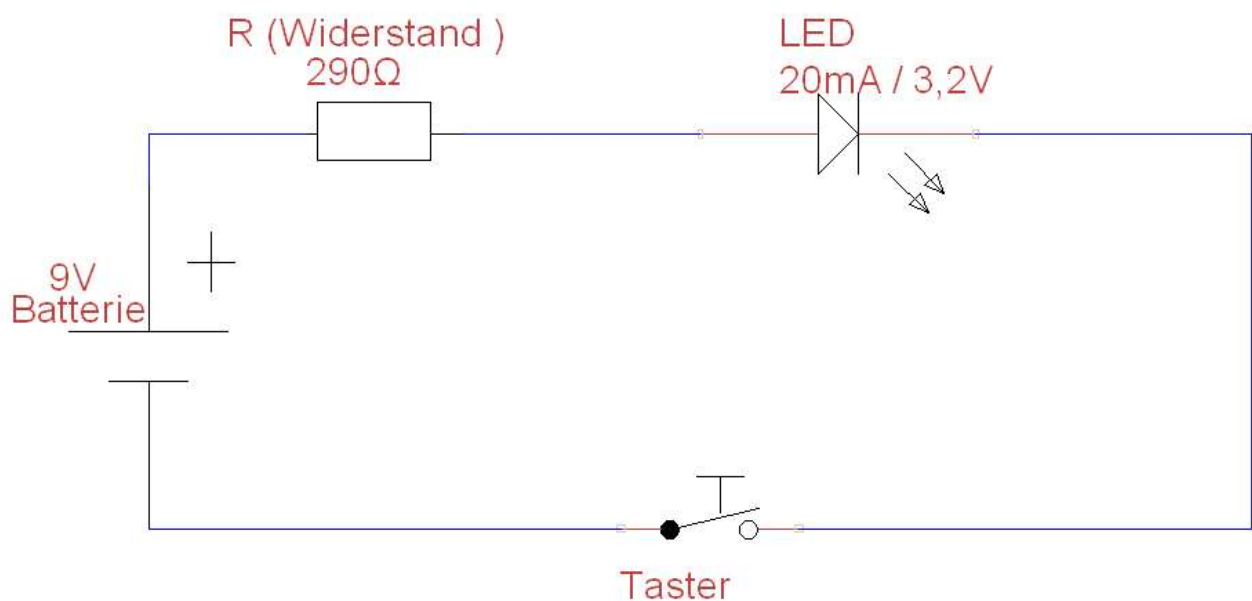 R (Widerstand )
290Ω
LED
20mA / 3,2V
9V
Batterie
Taster